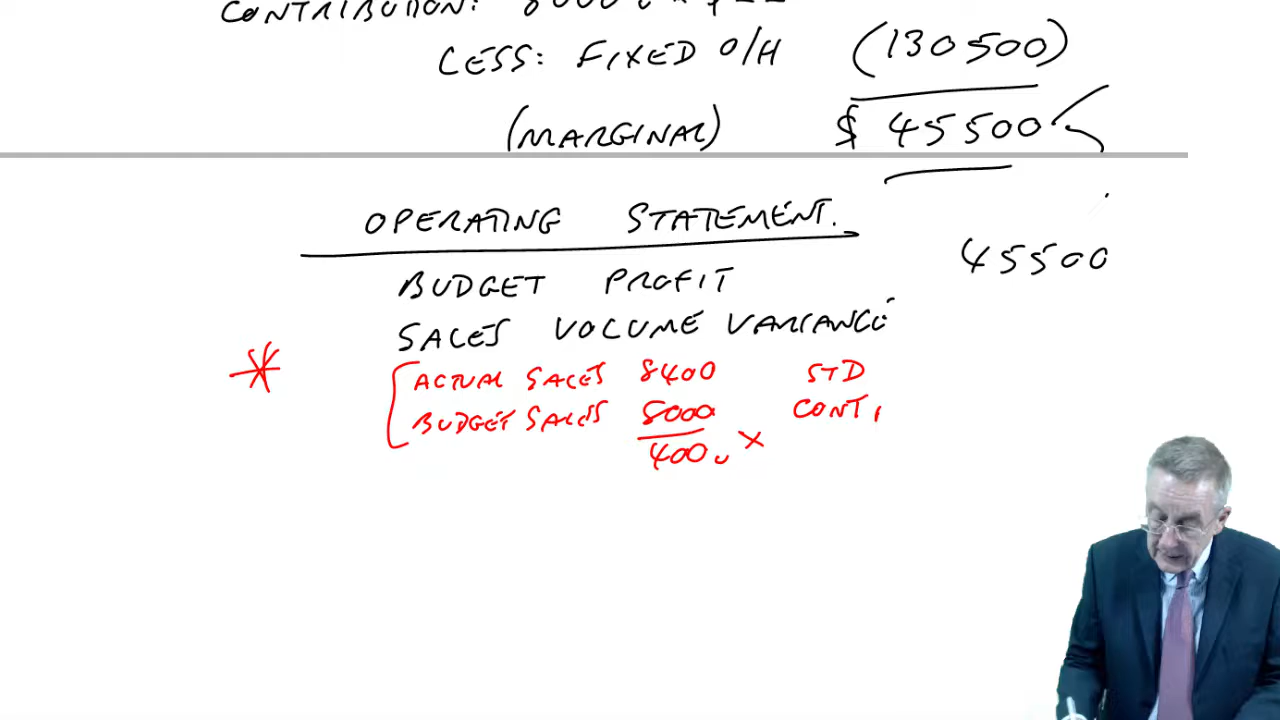 CONTRIBUTION: 8000
LESS: FIXED O/H (130500)
(MARGINAL) $ 45500
OPERATING STATEMENT.
BUDGET PROFIT 45500
SALES VOLUME VARIANCE
* ACTUAL SALES 8400 STD
BUDGET SALES 8000 CONT.
400 u ×